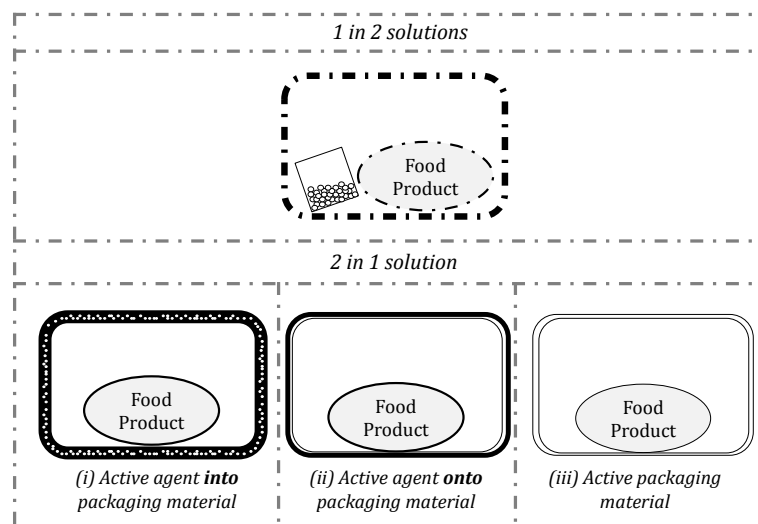 1 in 2 solutions
Food
Product
2 in 1 solution
Food
Product
Food
Product
Food
Product
(i) Active agent into
packaging material
(ii) Active agent onto
packaging material
(iii) Active packaging
material